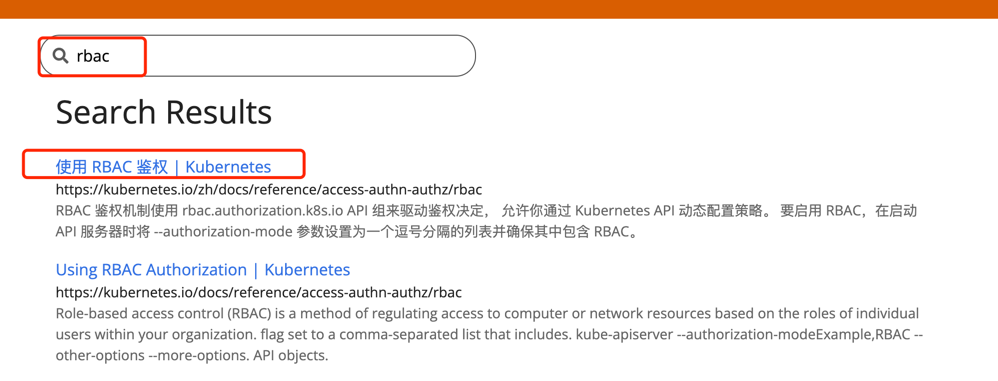 rbac
Search Results
使用 RBAC 鉴权 | Kubernetes
https://kubernetes.io/zh/docs/reference/access-authn-authz/rbac
RBAC 鉴权机制使用 rbac.authorization.k8s.io API 组来驱动鉴权决定， 允许你通过 Kubernetes API 动态配置策略。 要启用 RBAC，在启动
API 服务器时将 --authorization-mode 参数设置为一个逗号分隔的列表并确保其中包含 RBAC。
Using RBAC Authorization | Kubernetes
https://kubernetes.io/docs/reference/access-authn-authz/rbac
Role-based access control (RBAC) is a method of regulating access to computer or network resources based on the roles of individual
users within your organization. flag set to a comma-separated list that includes. kube-apiserver --authorization-modeExample,RBAC --
other-options --more-options. API objects.